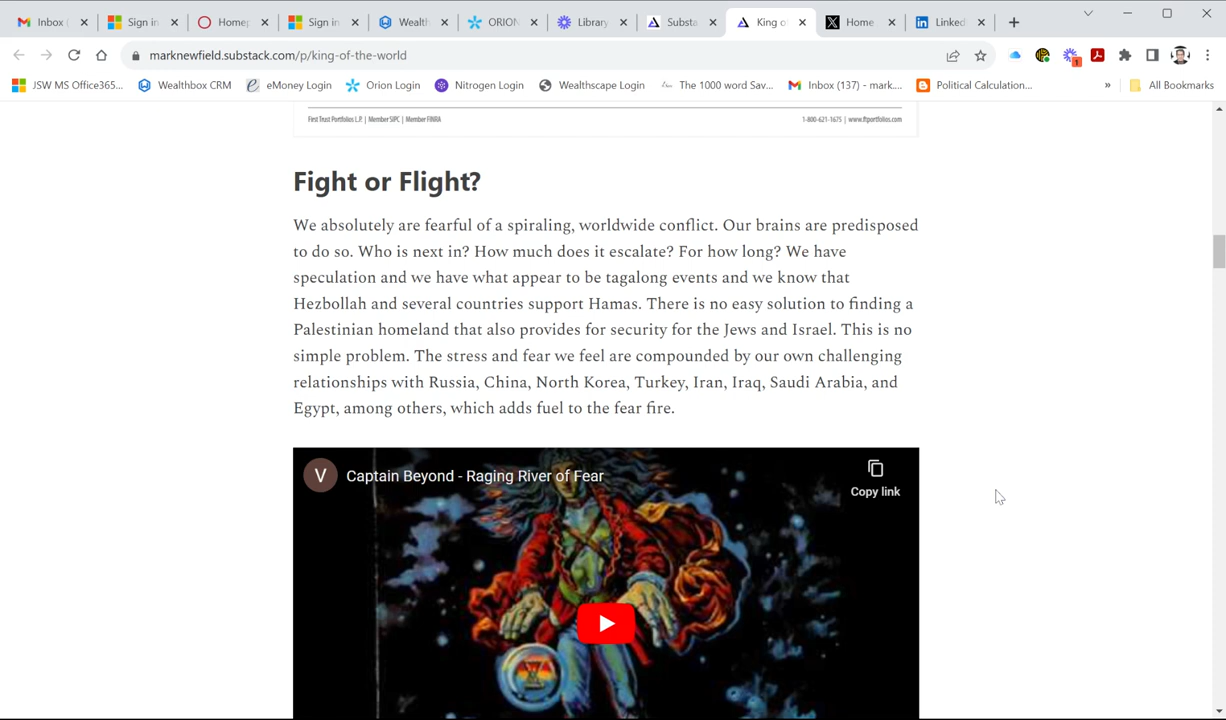 Inbox (
Sign in
Homep
Sign in
Wealth
ORION
Library
Substa
King o
Home
LinkedI
marknewfield.substack.com/p/king-of-the-world
JSW MS Office365...
Wealthbox CRM
eMoney Login
Orion Login
Nitrogen Login
Wealthscape Login
The 1000 word Sav...
Inbox (137) - mark....
Political Calculation...
»
All Bookmarks
1
First Trust Portfolios L.P. | Member SIPC | Member FINRA
1-800-621-1675 | www.ftportfolios.com
Fight or Flight?
We absolutely are fearful of a spiraling, worldwide conflict. Our brains are predisposed
to do so. Who is next in? How much does it escalate? For how long? We have
speculation and we have what appear to be tagalong events and we know that
Hezbollah and several countries support Hamas. There is no easy solution to finding a
Palestinian homeland that also provides for security for the Jews and Israel. This is no
simple problem. The stress and fear we feel are compounded by our own challenging
relationships with Russia, China, North Korea, Turkey, Iran, Iraq, Saudi Arabia, and
Egypt, among others, which adds fuel to the fear fire.
V
Captain Beyond - Raging River of Fear
Copy link